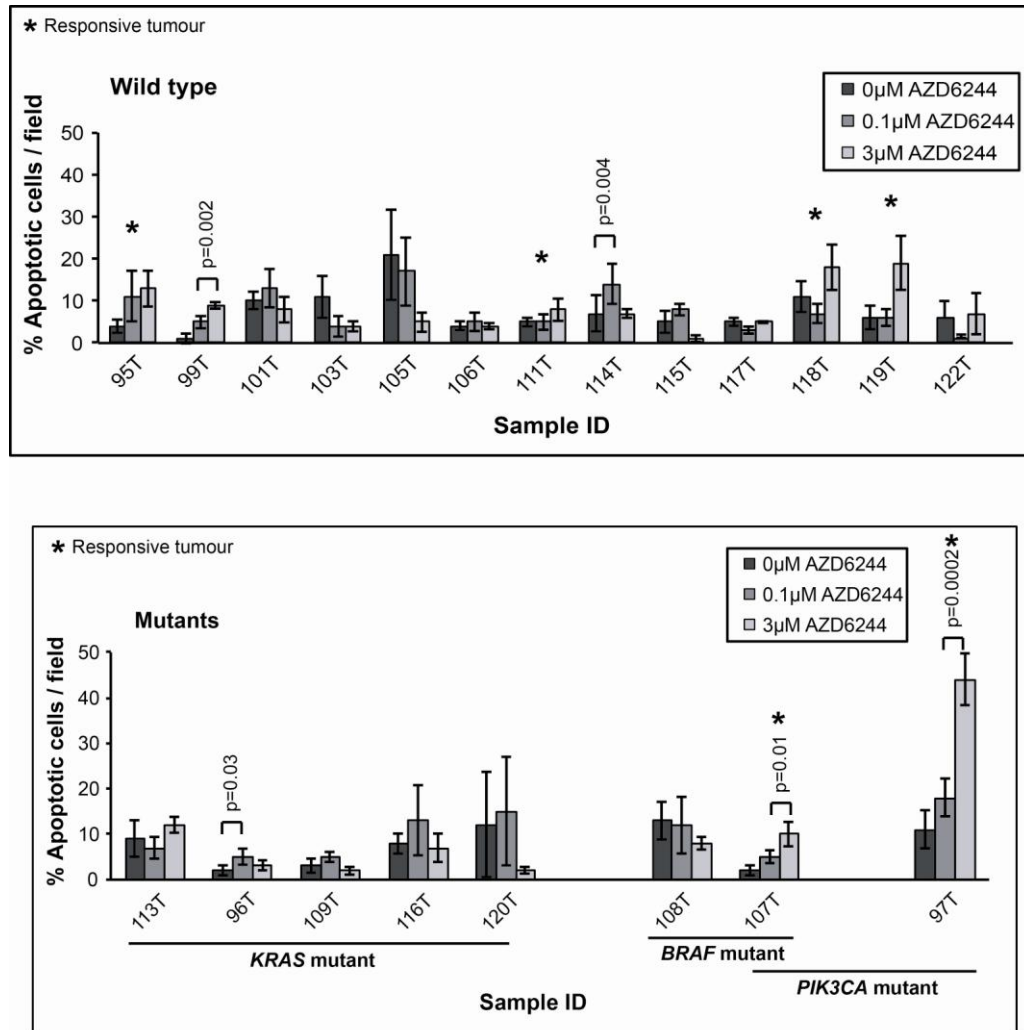 * Responsive tumour
Wild type
0µM AZD6244
0.1µM AZD6244
3µM AZD6244
% Apoptotic cells / field
50
40
30
20
10
0
*
p=0.002
*
p=0.004
*
*
95T 99T 101T 103T 105T 106T 111T 114T 115T 117T 118T 119T 122T
Sample ID
* Responsive tumour
Mutants
0µM AZD6244
0.1µM AZD6244
3µM AZD6244
% Apoptotic cells / field
50
40
30
20
10
0
p=0.03
*
p=0.01
*
p=0.0002
113T 96T 109T 116T 120T 108T 107T 97T
KRAS mutant
BRAF mutant
PIK3CA mutant
Sample ID